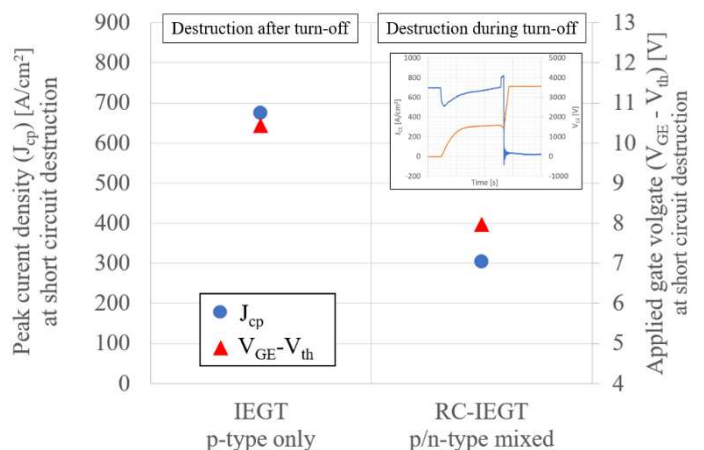 Peak curent density (Jcp) [A/cm²]
at short circuit destruction
900
800
700
600
500
400
300
200
100
0
Destruction after turn-off
Destruction during turn-off
JCE [A/cm²]
1000
800
600
400
200
0
-200
5000
4000
3000
2000
1000
0
-1000
Time [s]
Jcp
VGE-Vth
IEGT
p-type only
RC-IEGT
p/n-type mixed
13
12
11
10
9
8
7
6
5
4
Applied gate volgate (VGE - Vth) [V]
at short circuit destruction